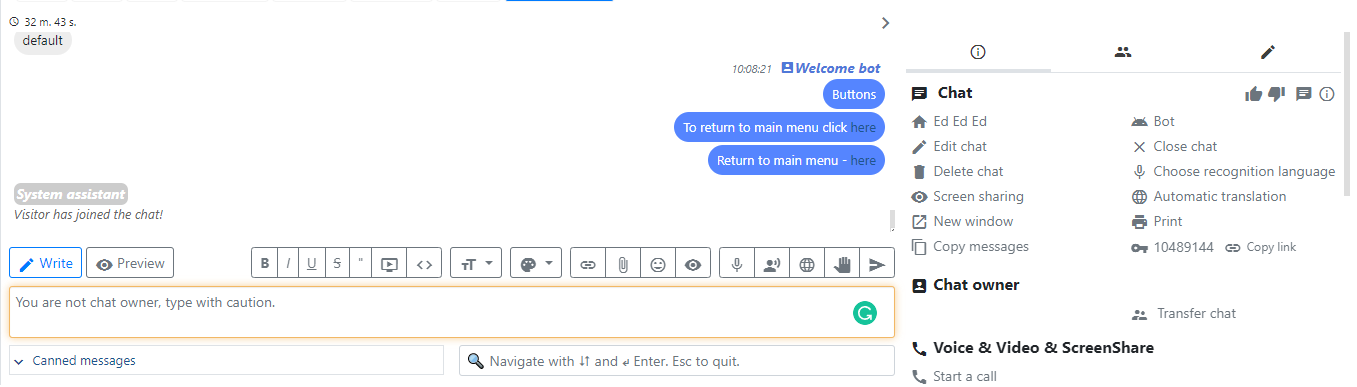 32 m. 43 s.
default
10:08:21 Welcome bot
Buttons
To return to main menu click here
Return to main menu - here
System assistant
Visitor has joined the chat!
Write Preview B I U S "
You are not chat owner, type with caution.
Canned messages
Navigate with ↓↑ and ↵ Enter. Esc to quit.
Chat
Ed Ed Ed Bot
Edit chat Close chat
Delete chat Choose recognition language
Screen sharing Automatic translation
New window Print
Copy messages 10489144 Copy link
Chat owner
Transfer chat
Voice & Video & ScreenShare
Start a call